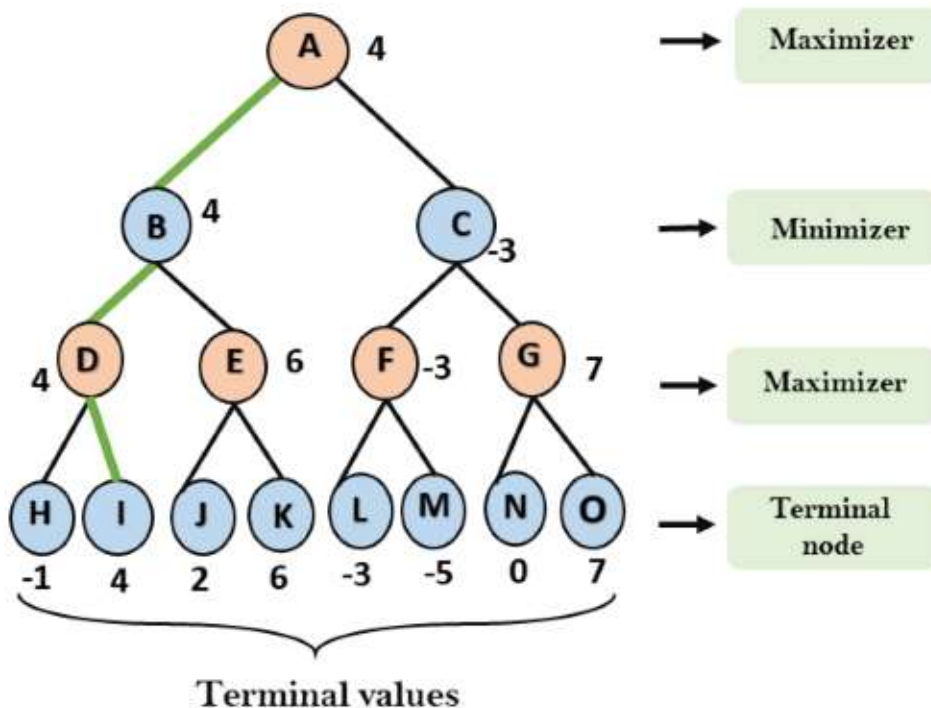 A 4 Maximizer
B 4 C -3 Minimizer
D 4 E 6 F -3 G 7 Maximizer
H I J K L M N O Terminal
node
-1 4 2 6 -3 -5 0 7
Terminal values